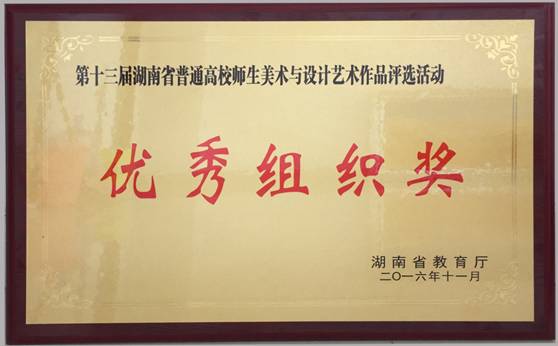 第十三届湖南省普通高校师生美术与设计艺术作品评选活动
优秀组织奖
湖南省教育厅
二〇一六年十一月